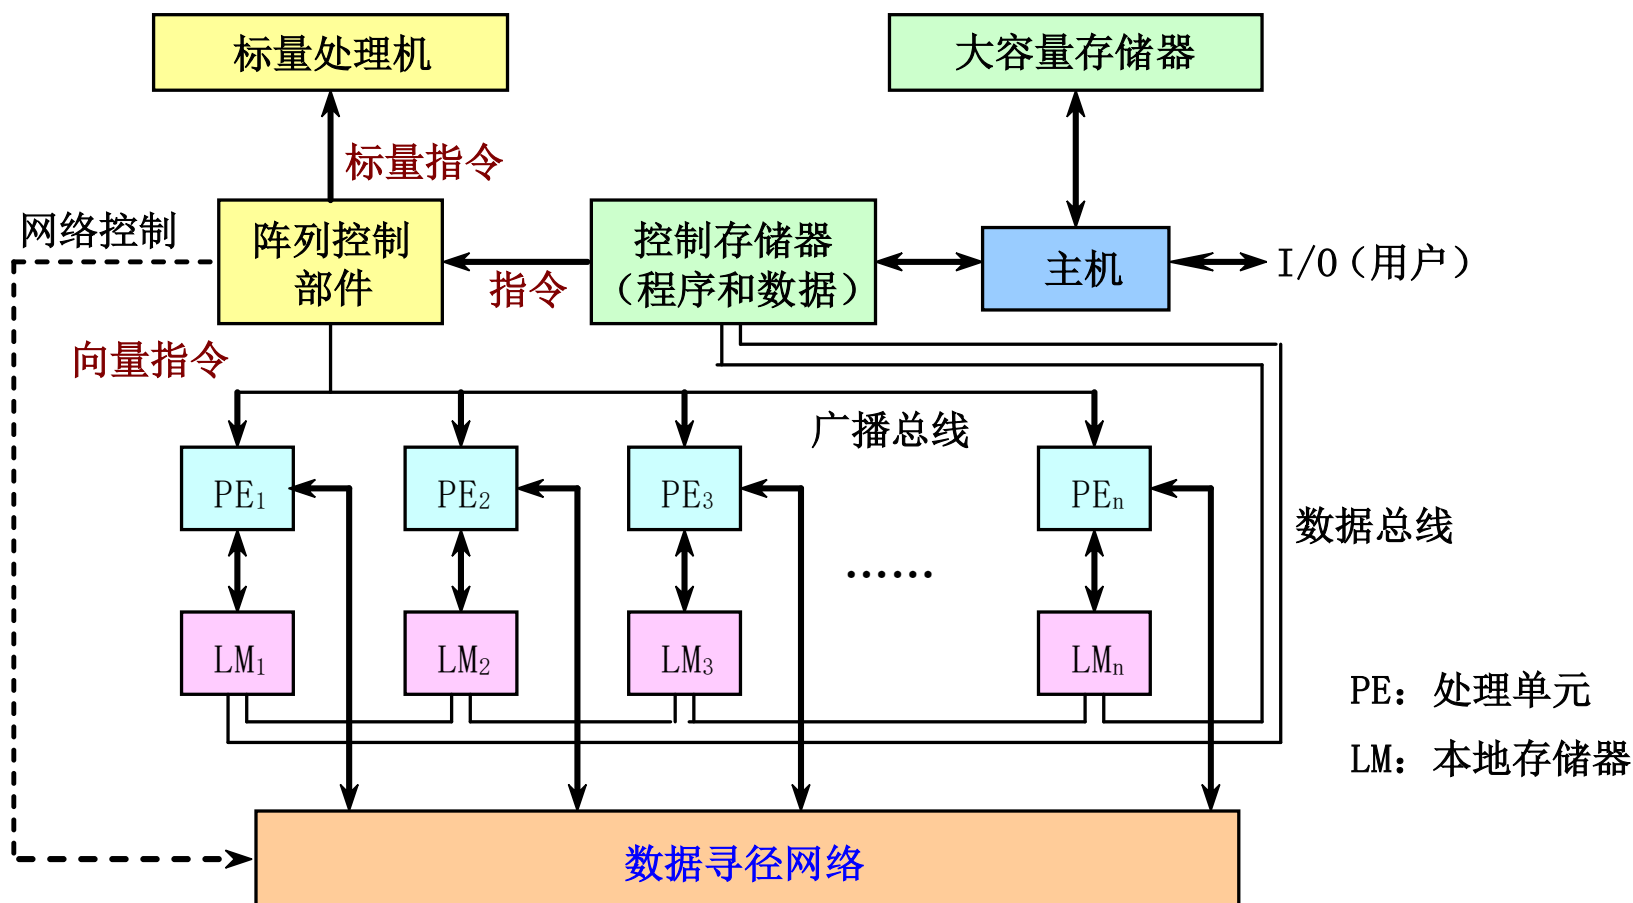 标量处理机
大容量存储器
标量指令
网络控制
阵列控制
部件
控制存储器
（程序和数据）
主机
I/O（用户）
指令
向量指令
广播总线
PE₁
PE₂
PE₃
PEₙ
数据总线
……
LM₁
LM₂
LM₃
LMₙ
PE：处理单元
LM：本地存储器
数据寻径网络